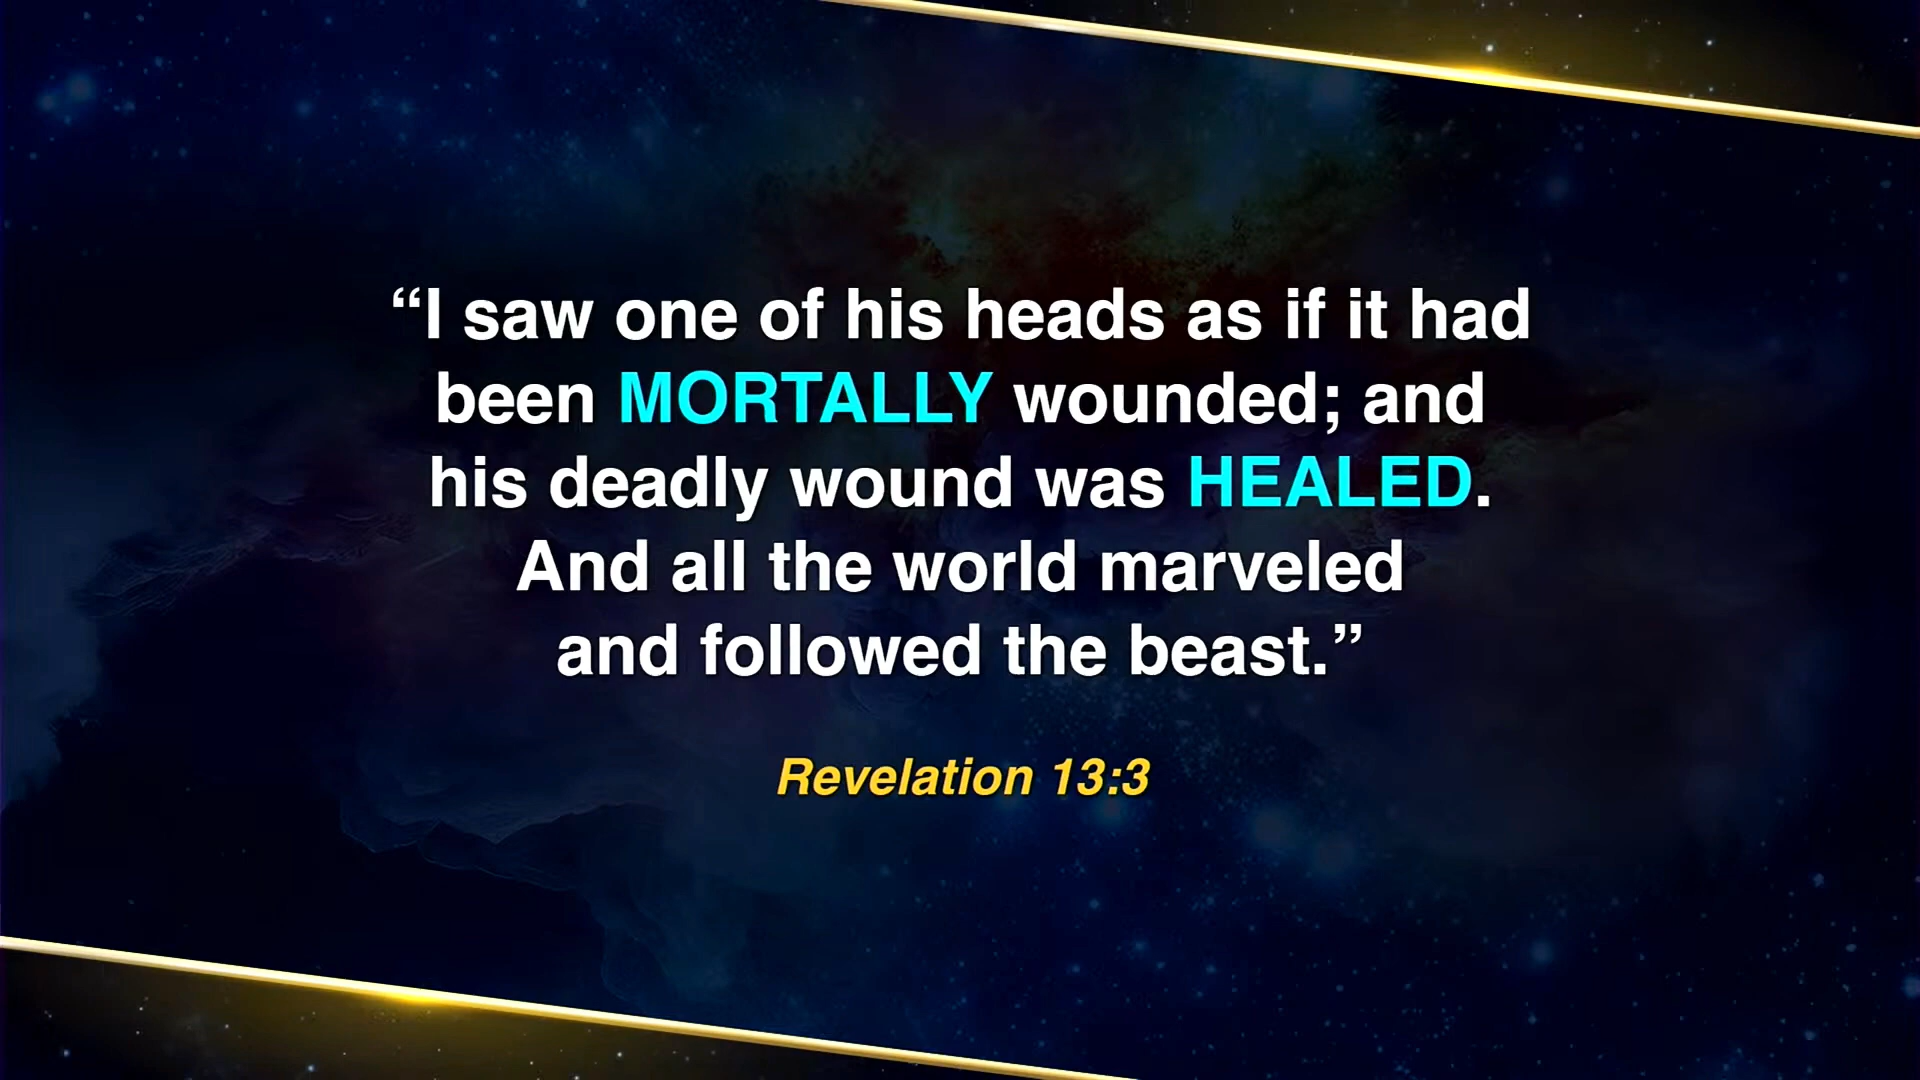 “I saw one of his heads as if it had
been MORTALLY wounded; and
his deadly wound was HEALED.
And all the world marveled
and followed the beast.”
Revelation 13:3